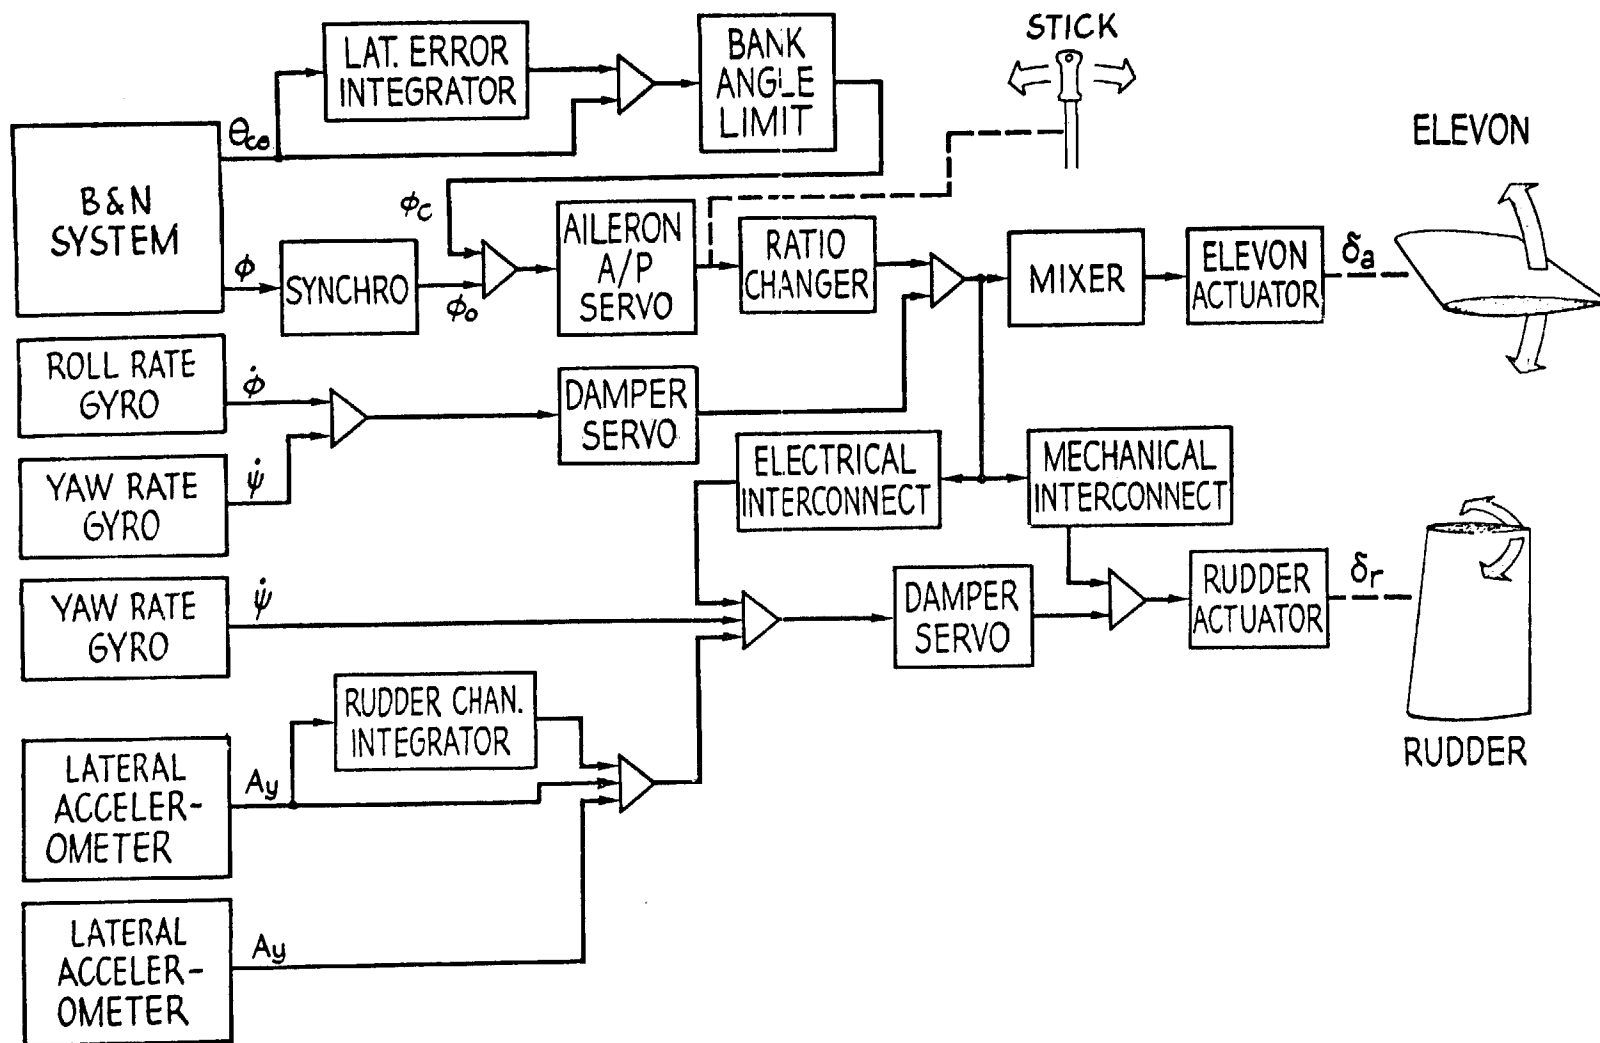 STICK
LAT. ERROR
INTEGRATOR
BANK
ANGLE
LIMIT
ELEVON
θce
B & N
SYSTEM
ϕc
AILERON
A/P
SERVO
RATIO
CHANGER
MIXER
ELEVON
ACTUATOR
δa
ϕ
SYNCHRO
ϕo
ROLL RATE
GYRO
ϕ̇
DAMPER
SERVO
YAW RATE
GYRO
ψ̇
ELECTRICAL
INTERCONNECT
MECHANICAL
INTERCONNECT
YAW RATE
GYRO
ψ̇
DAMPER
SERVO
RUDDER
ACTUATOR
δr
RUDDER CHAN.
INTEGRATOR
RUDDER
LATERAL
ACCELER-
OMETER
Ay
LATERAL
ACCELER-
OMETER
Ay